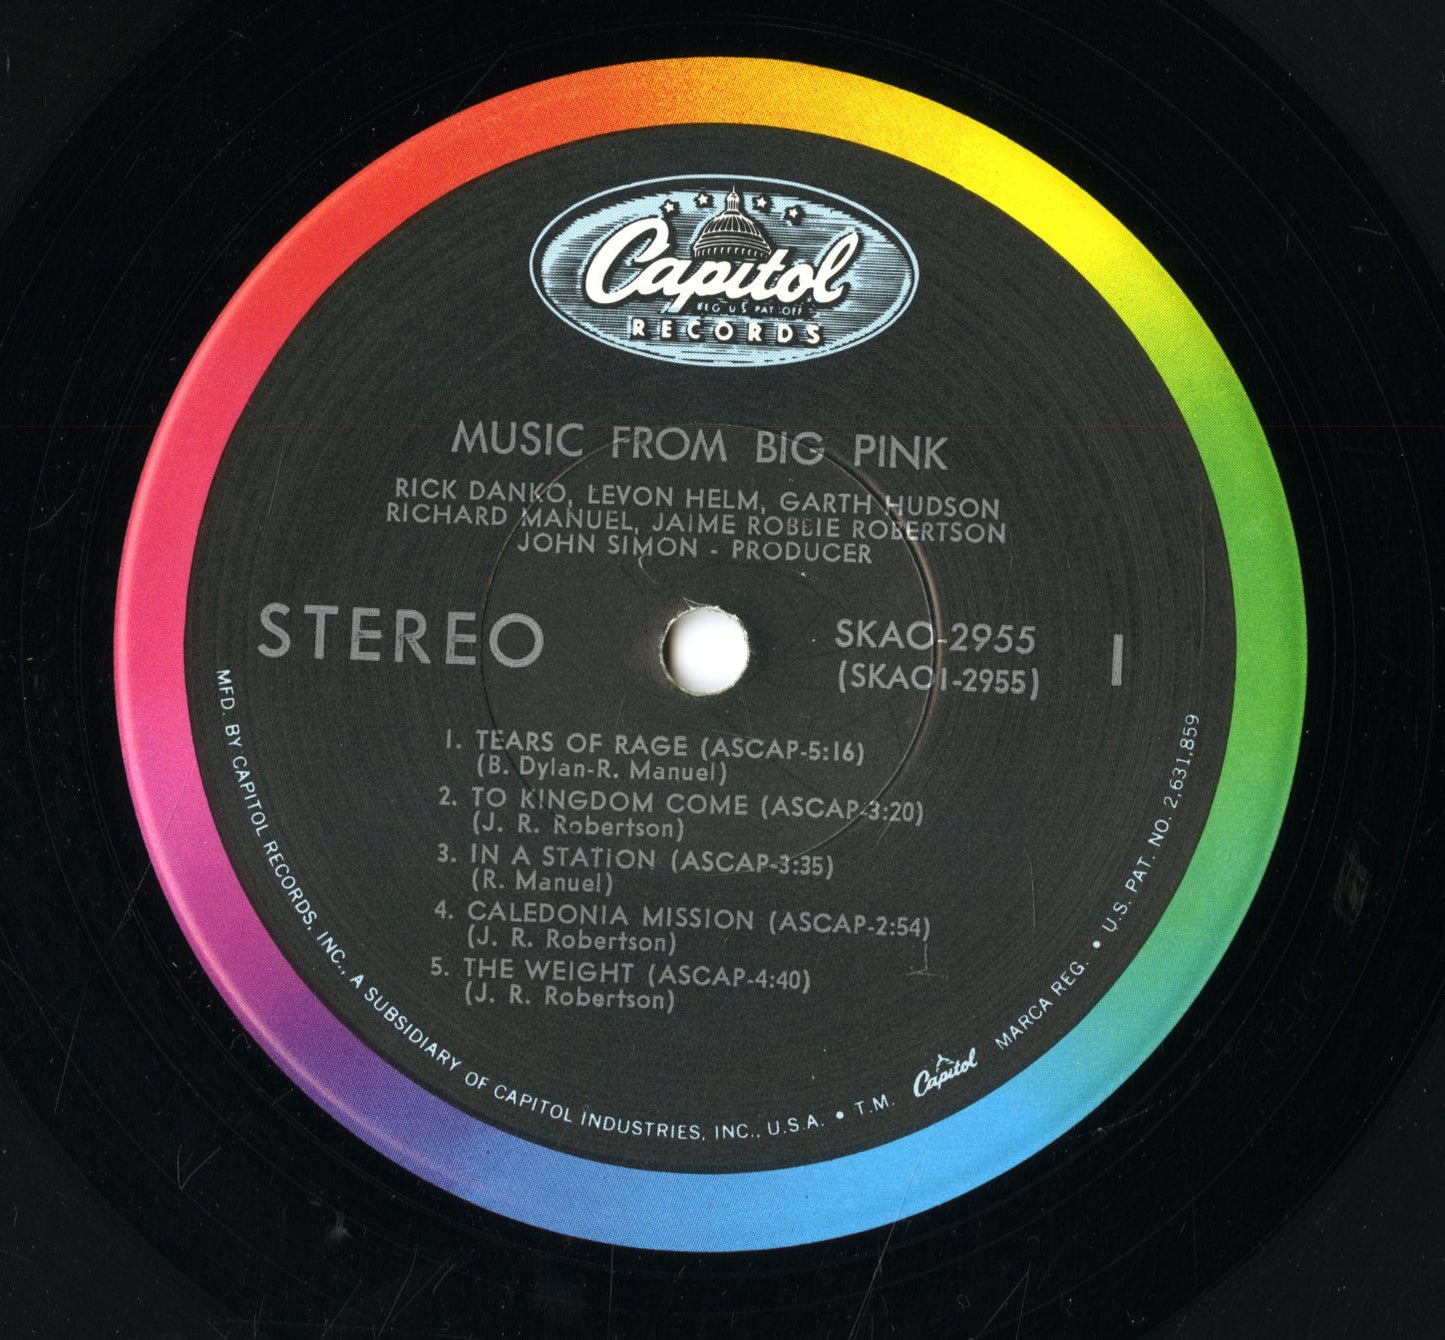 Capitol
REG. U.S. PAT. OFF.
RECORDS
MUSIC FROM BIG PINK
RICK DANKO, LEVON HELM, GARTH HUDSON
RICHARD MANUEL, JAIME ROBBIE ROBERTSON
JOHN SIMON - PRODUCER
STEREO
SKAO-2955
(SKAO1-2955)
1
1. TEARS OF RAGE (ASCAP-5:16)
(B. Dylan-R. Manuel)
2. TO KINGDOM COME (ASCAP-3:20)
(J. R. Robertson)
3. IN A STATION (ASCAP-3:35)
(R. Manuel)
4. CALEDONIA MISSION (ASCAP-2:54)
(J. R. Robertson)
5. THE WEIGHT (ASCAP-4:40)
(J. R. Robertson)
MFD. BY CAPITOL RECORDS, INC., A SUBSIDIARY OF CAPITOL INDUSTRIES, INC., U.S.A. • T.M. Capitol MARCA REG. • U.S. PAT. NO. 2,631,859